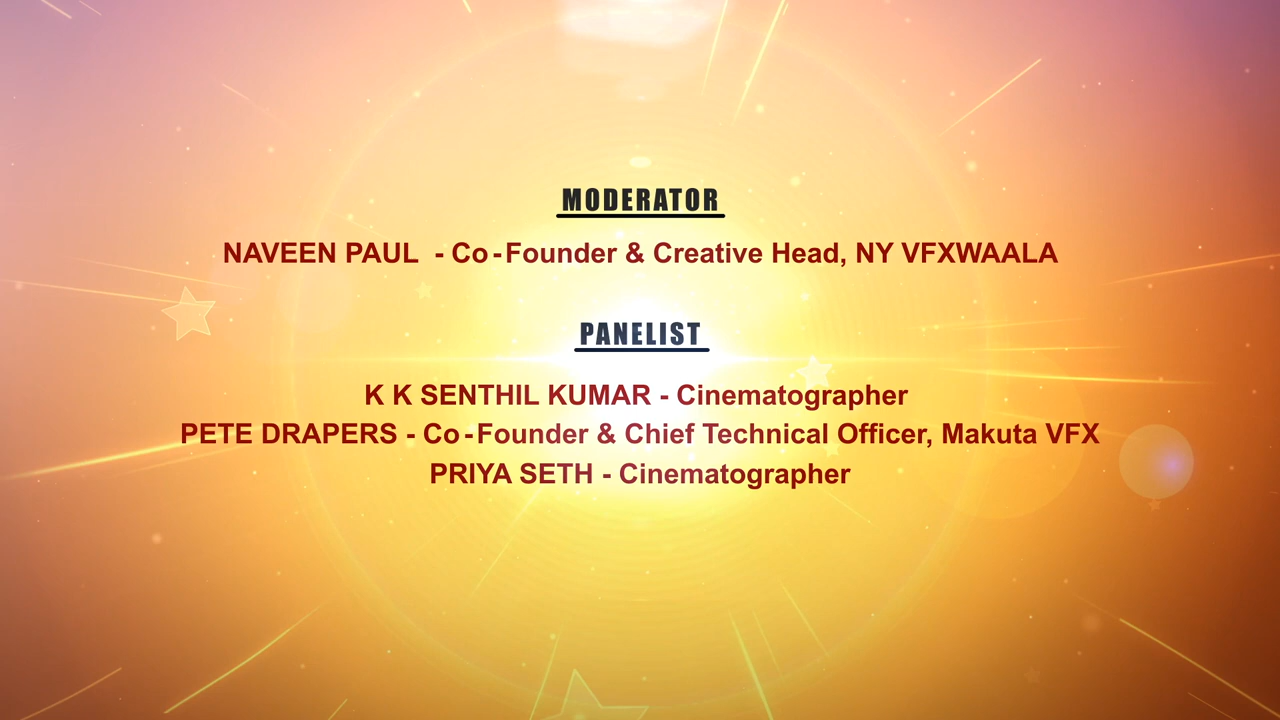 MODERATOR
NAVEEN PAUL - Co-Founder & Creative Head, NY VFXWAALA
PANELIST
K K SENTHIL KUMAR - Cinematographer
PETE DRAPERS - Co-Founder & Chief Technical Officer, Makuta VFX
PRIYA SETH - Cinematographer